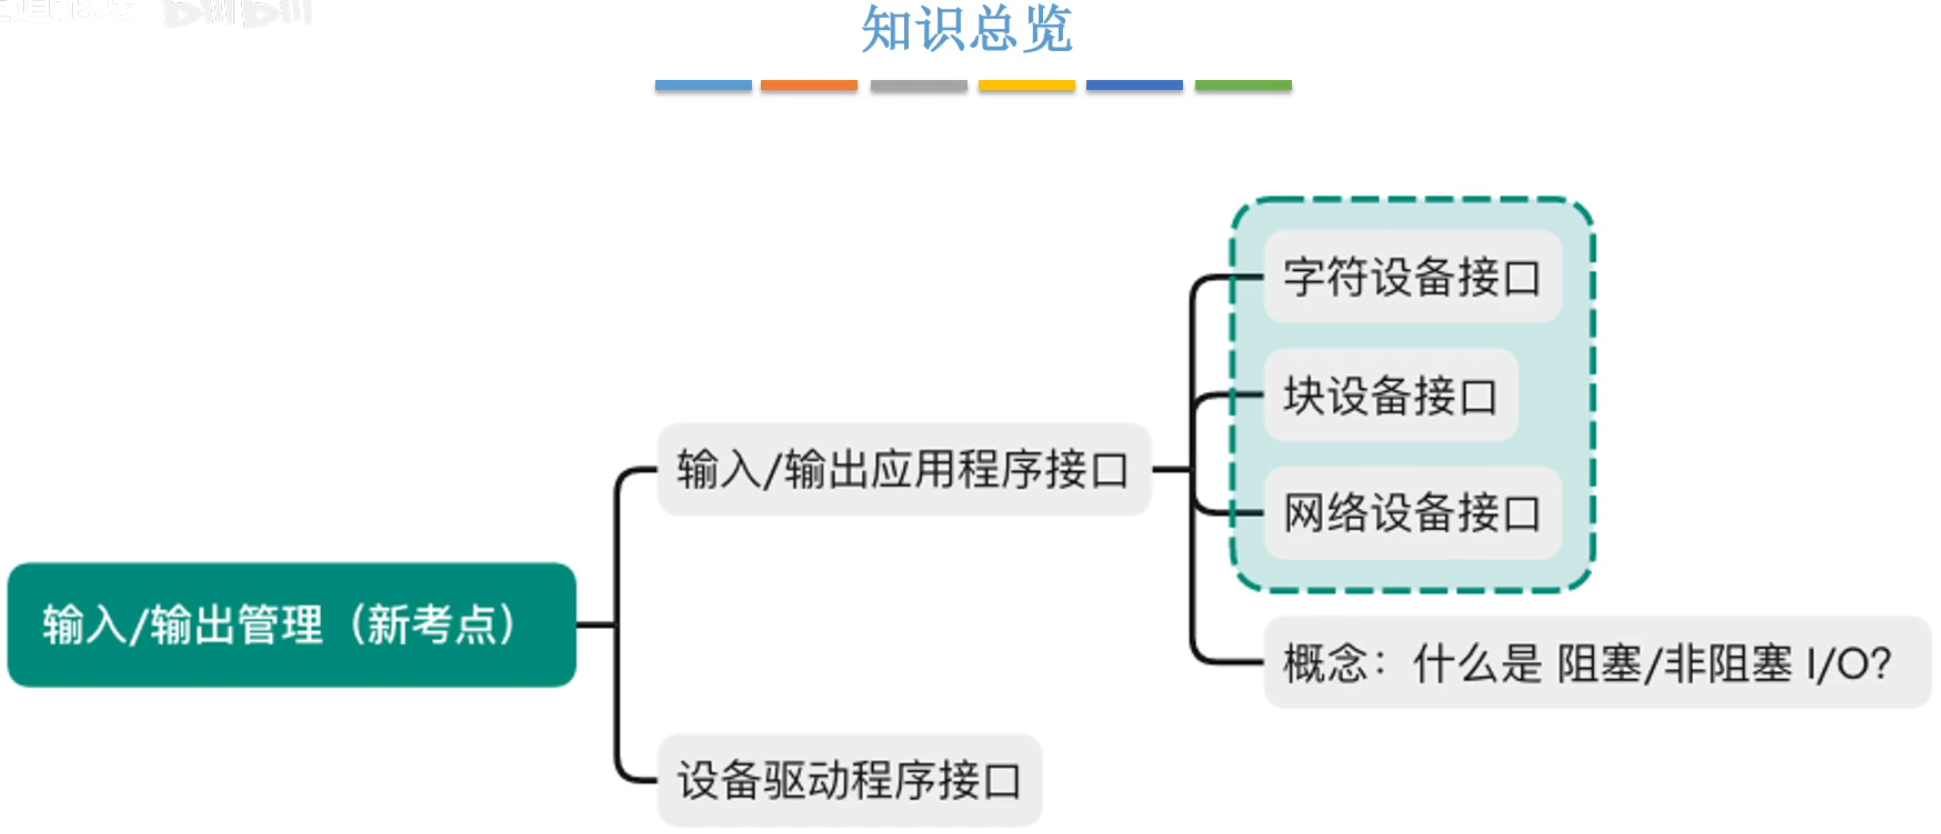 知识总览
字符设备接口
块设备接口
输入/输出应用程序接口
网络设备接口
输入/输出管理（新考点）
概念：什么是 阻塞/非阻塞 I/O?
设备驱动程序接口